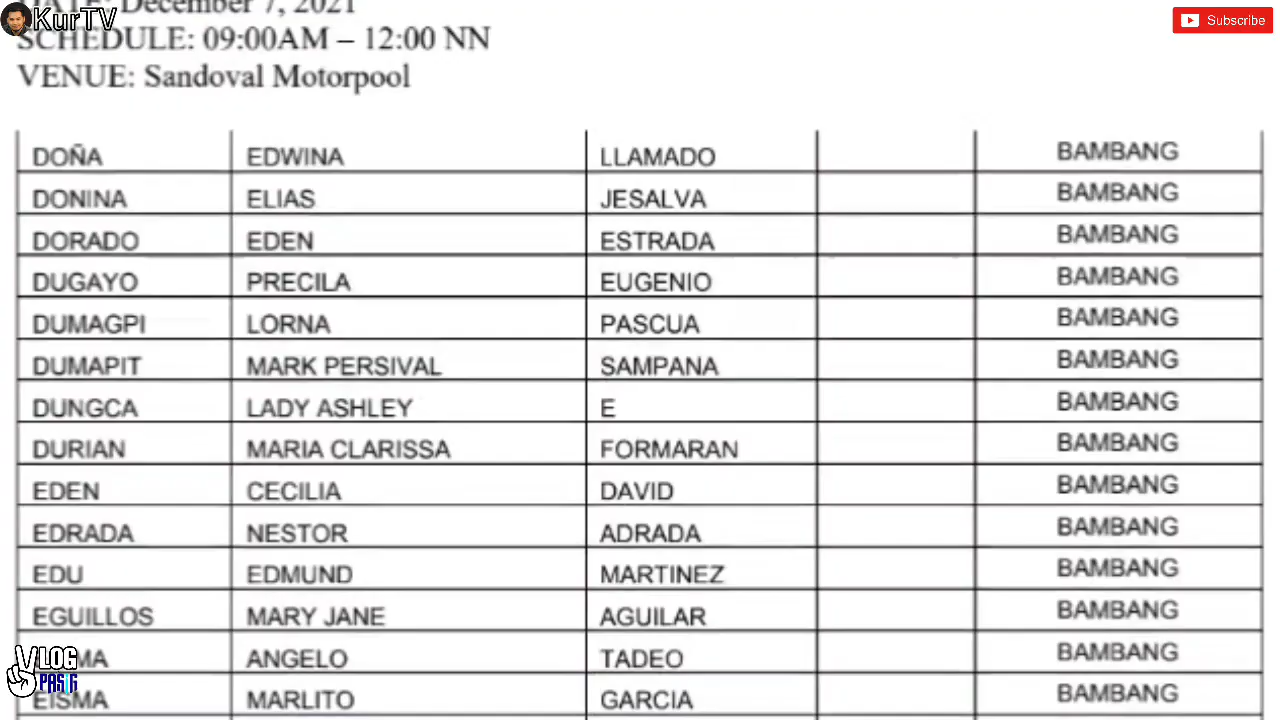 KurTV
Subscribe
DATE: December 7, 2021
SCHEDULE: 09:00AM – 12:00 NN
VENUE: Sandoval Motorpool
DOÑA EDWINA LLAMADO BAMBANG
DONINA ELIAS JESALVA BAMBANG
DORADO EDEN ESTRADA BAMBANG
DUGAYO PRECILA EUGENIO BAMBANG
DUMAGPI LORNA PASCUA BAMBANG
DUMAPIT MARK PERSIVAL SAMPANA BAMBANG
DUNGCA LADY ASHLEY E BAMBANG
DURIAN MARIA CLARISSA FORMARAN BAMBANG
EDEN CECILIA DAVID BAMBANG
EDRADA NESTOR ADRADA BAMBANG
EDU EDMUND MARTINEZ BAMBANG
EGUILLOS MARY JANE AGUILAR BAMBANG
ANGELO TADEO BAMBANG
EISMA MARLITO GARCIA BAMBANG
VLOG
PASIG